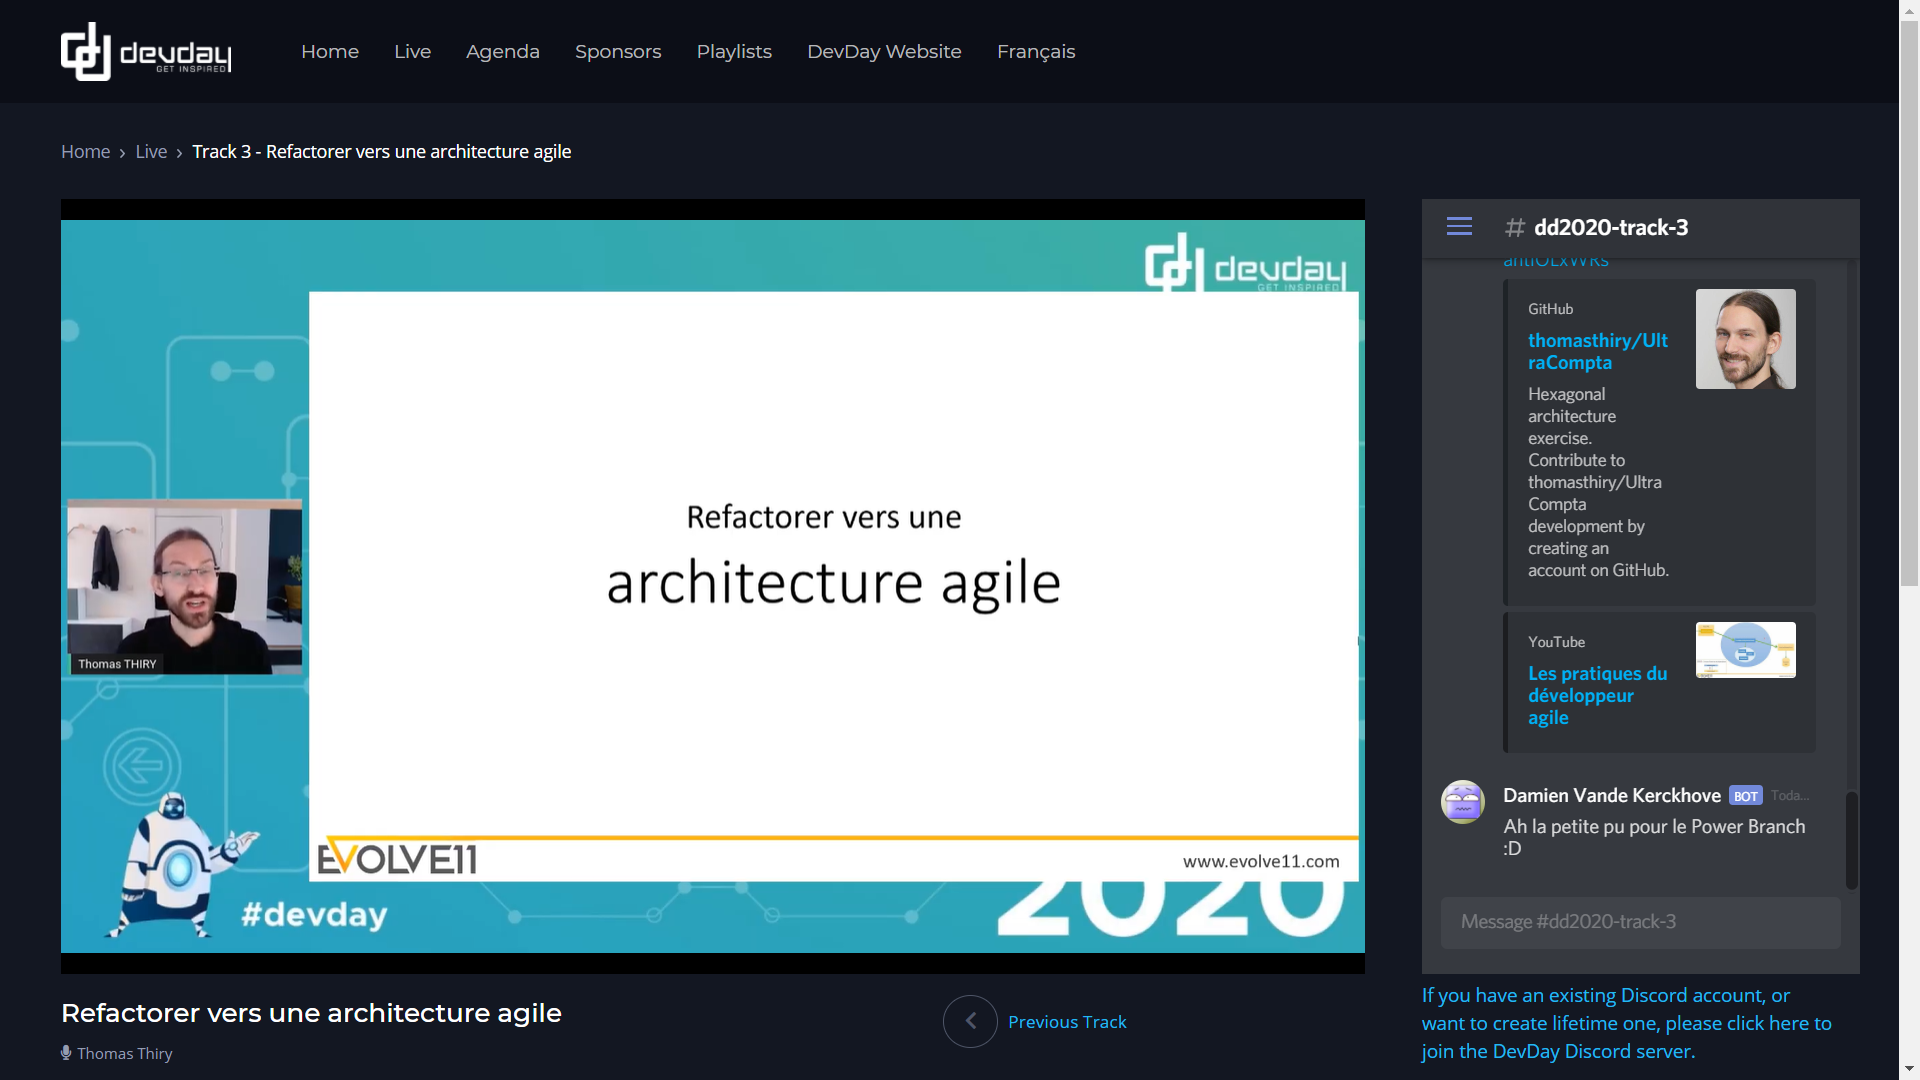 devday
GET INSPIRED
Home
Live
Agenda
Sponsors
Playlists
DevDay Website
Français
Home › Live › Track 3 - Refactorer vers une architecture agile
devday
GET INSPIRED
Refactorer vers une
architecture agile
Thomas THIRY
EVOLVE11
www.evolve11.com
#devday
2020
Refactorer vers une architecture agile
Thomas Thiry
Previous Track
# dd2020-track-3
GitHub
thomasthiry/Ult
raCompta
Hexagonal
architecture
exercise.
Contribute to
thomasthiry/Ultra
Compta
development by
creating an
account on GitHub.
YouTube
Les pratiques du
développeur
agile
Damien Vande Kerckhove BOT Toda...
Ah la petite pu pour le Power Branch
:D
Message #dd2020-track-3
If you have an existing Discord account, or
want to create lifetime one, please click here to
join the DevDay Discord server.